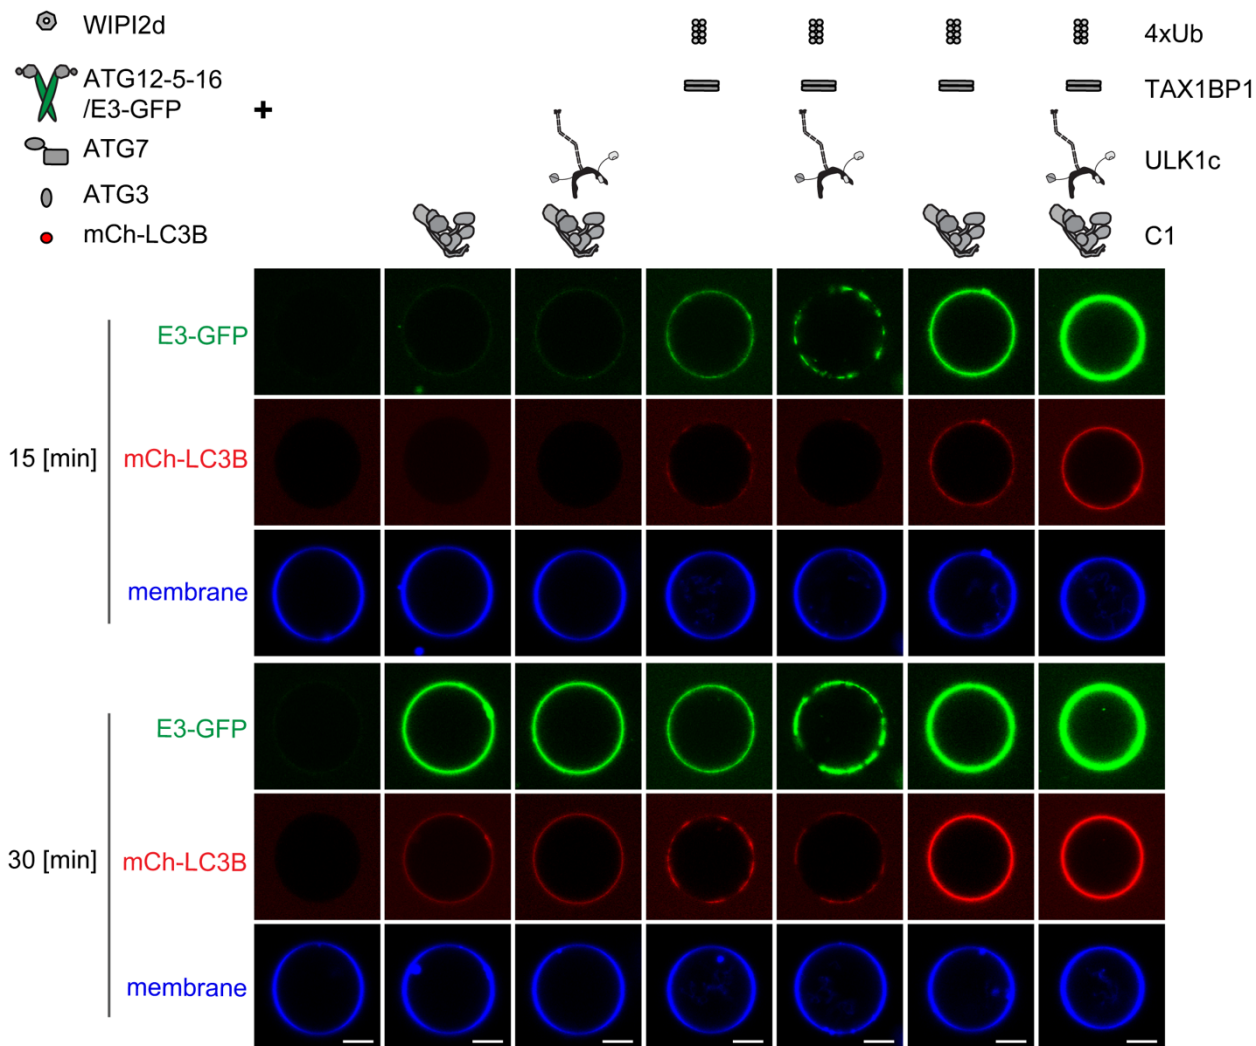 WIPI2d
ATG12-5-16
/E3-GFP
ATG7
ATG3
mCh-LC3B
+
4xUb
TAX1BP1
ULK1c
C1
15 [min]
E3-GFP
mCh-LC3B
membrane
30 [min]
E3-GFP
mCh-LC3B
membrane